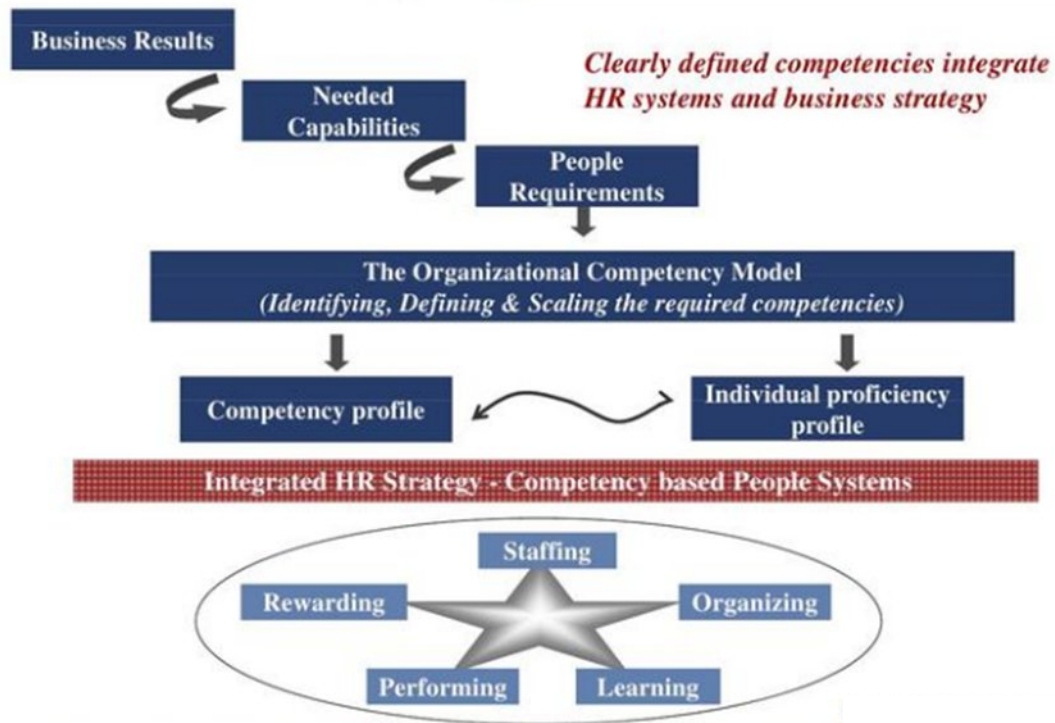 Business Results
Clearly defined competencies integrate
HR systems and business strategy
Needed
Capabilities
People
Requirements
The Organizational Competency Model
(Identifying, Defining & Scaling the required competencies)
Competency profile
Individual proficiency
profile
Integrated HR Strategy - Competency based People Systems
Staffing
Rewarding
Organizing
Performing
Learning